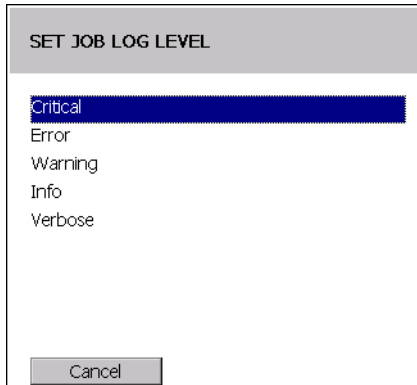 SET JOB LOG LEVEL
Critical
Error
Warning
Info
Verbose
Cancel